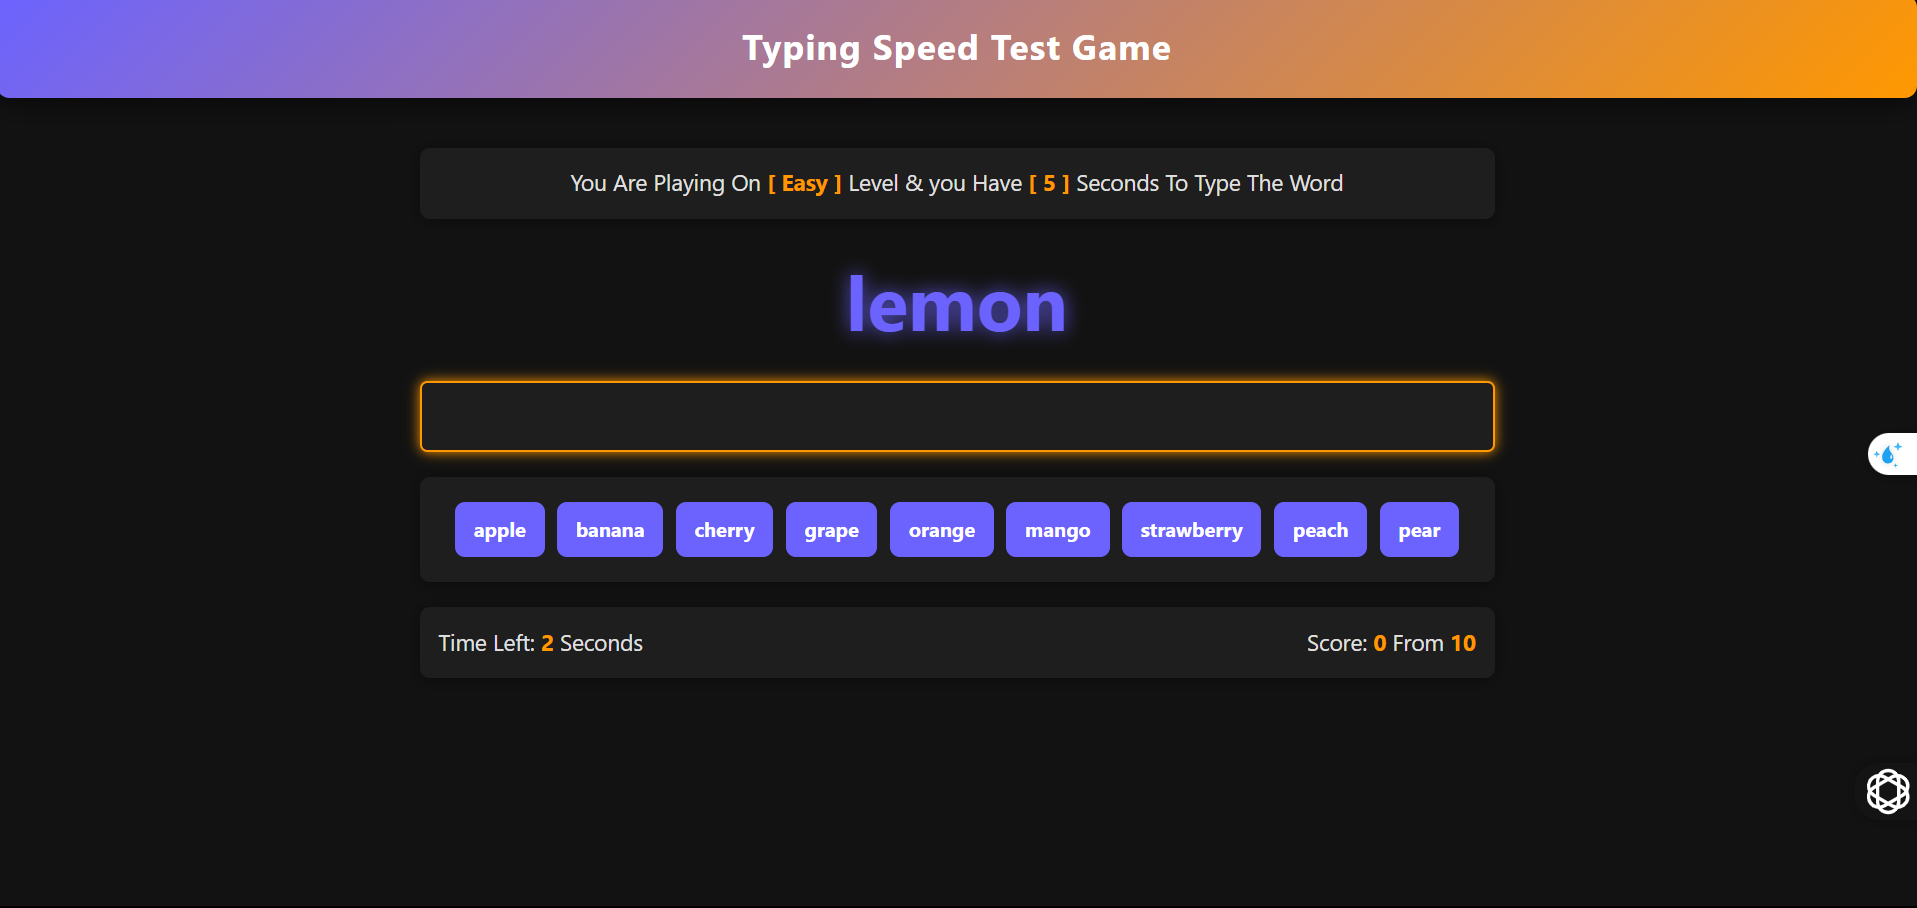 Typing Speed Test Game
You Are Playing On [ Easy ] Level & you Have [ 5 ] Seconds To Type The Word
lemon
apple banana cherry grape orange mango strawberry peach pear
Time Left: 2 Seconds Score: 0 From 10